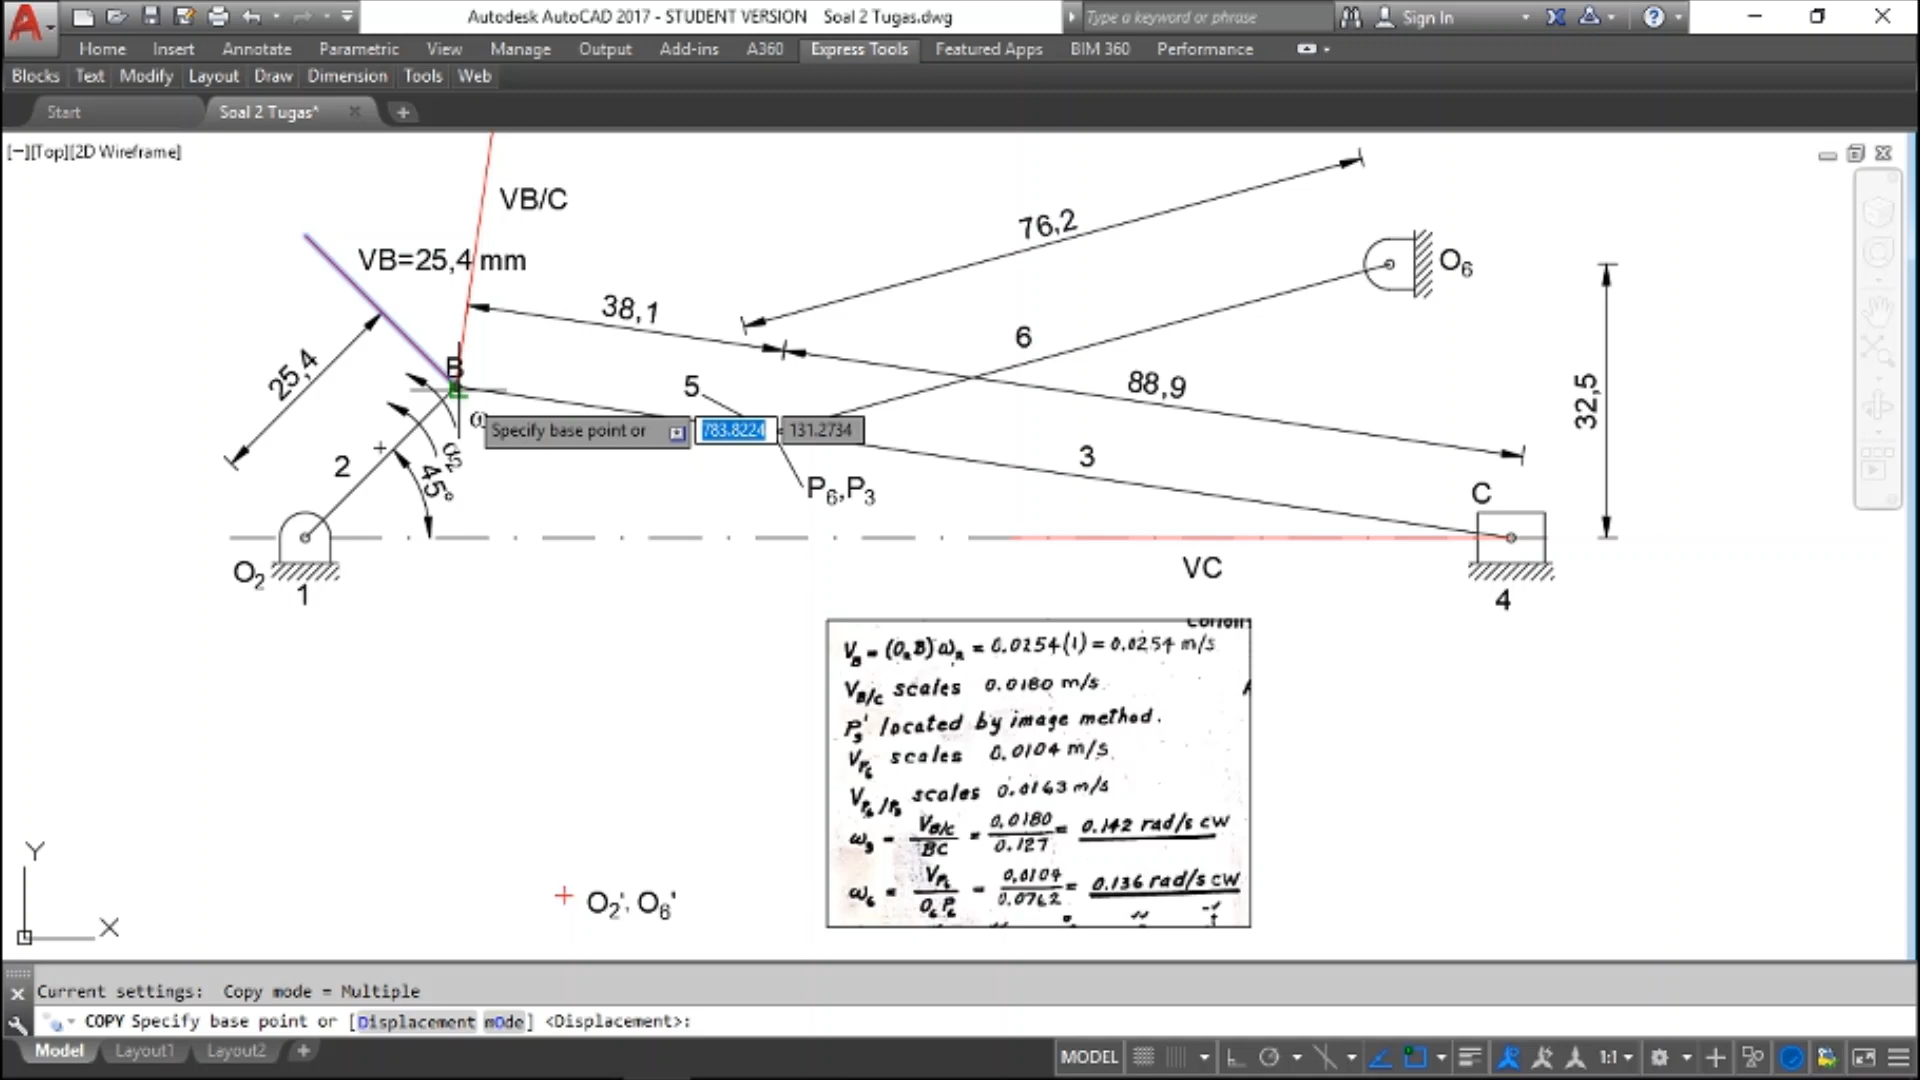 Autodesk AutoCAD 2017 - STUDENT VERSION Soal 2 Tugas.dwg
Type a keyword or phrase
Sign In
Home Insert Annotate Parametric View Manage Output Add-ins A360 Express Tools Featured Apps BIM 360 Performance
Blocks Text Modify Layout Draw Dimension Tools Web
Start
Soal 2 Tugas*
[−][Top][2D Wireframe]
VB/C
76,2
VB=25,4 mm
O6
38,1
6
25,4
B
5
88,9
32,5
ω
Specify base point or 783.8224 131.2734
2
α2
45°
3
P6,P3
C
O2
1
VC
4
VB = (O2B)ω2 = 0.0254(1) = 0.0254 m/s
VB/C scales 0.0180 m/s
P3' located by image method.
VP6 scales 0.0104 m/s
VP6/P3 scales 0.0163 m/s
ω3 = VB/C / BC = 0.0180 / 0.127 = 0.142 rad/s CW
ω6 = VP6 / O6P6 = 0.0104 / 0.0762 = 0.136 rad/s CW
Y
X
O2', O6'
Current settings: Copy mode = Multiple
COPY Specify base point or [Displacement mOde] <Displacement>:
Model Layout1 Layout2
MODEL
1:1